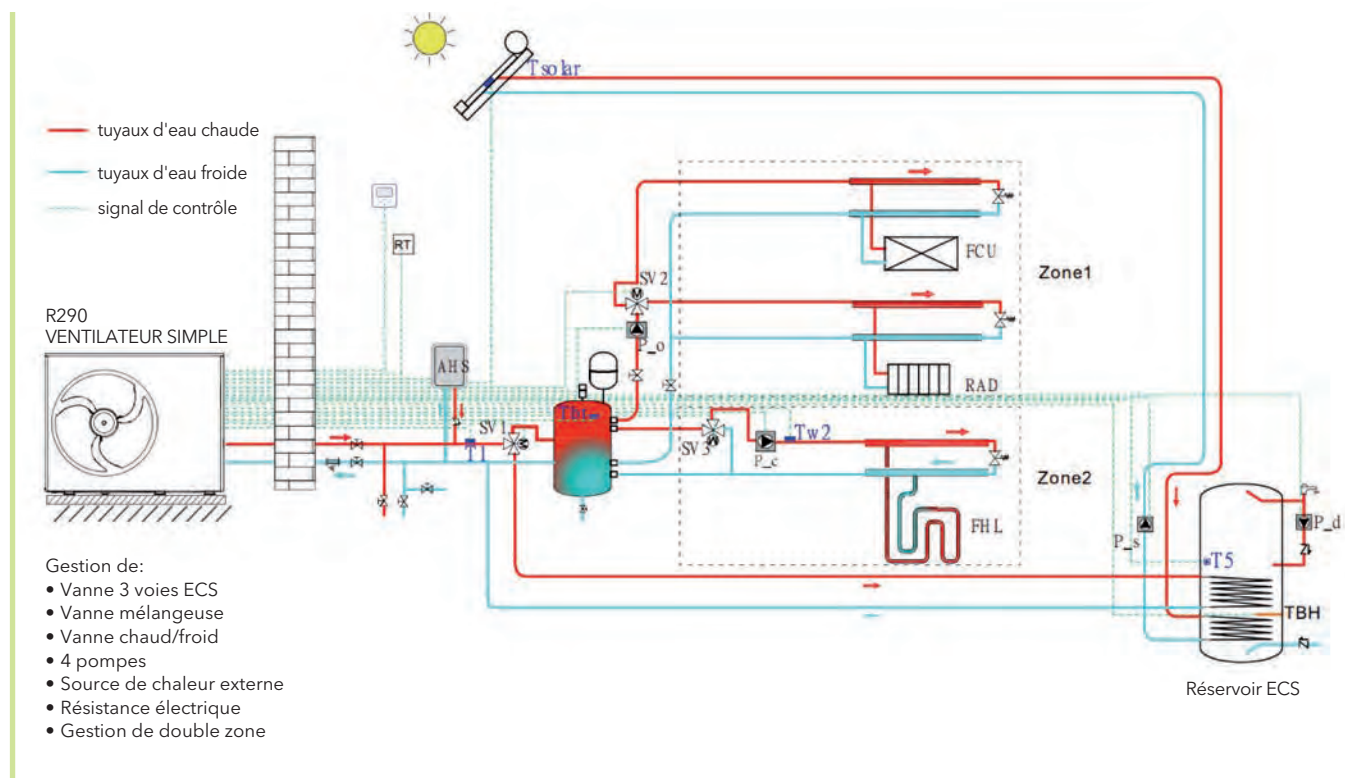 Tsolar
tuyaux d'eau chaude
tuyaux d'eau froide
signal de contrôle
RT
FCU
Zone1
SV2
R290
VENTILATEUR SIMPLE
P_o
AHS
RAD
Tbt
SV1
T1
SV3
P_c
Tw2
Zone2
FHL
P_s
P_d
T5
TBH
Réservoir ECS
Gestion de:
• Vanne 3 voies ECS
• Vanne mélangeuse
• Vanne chaud/froid
• 4 pompes
• Source de chaleur externe
• Résistance électrique
• Gestion de double zone